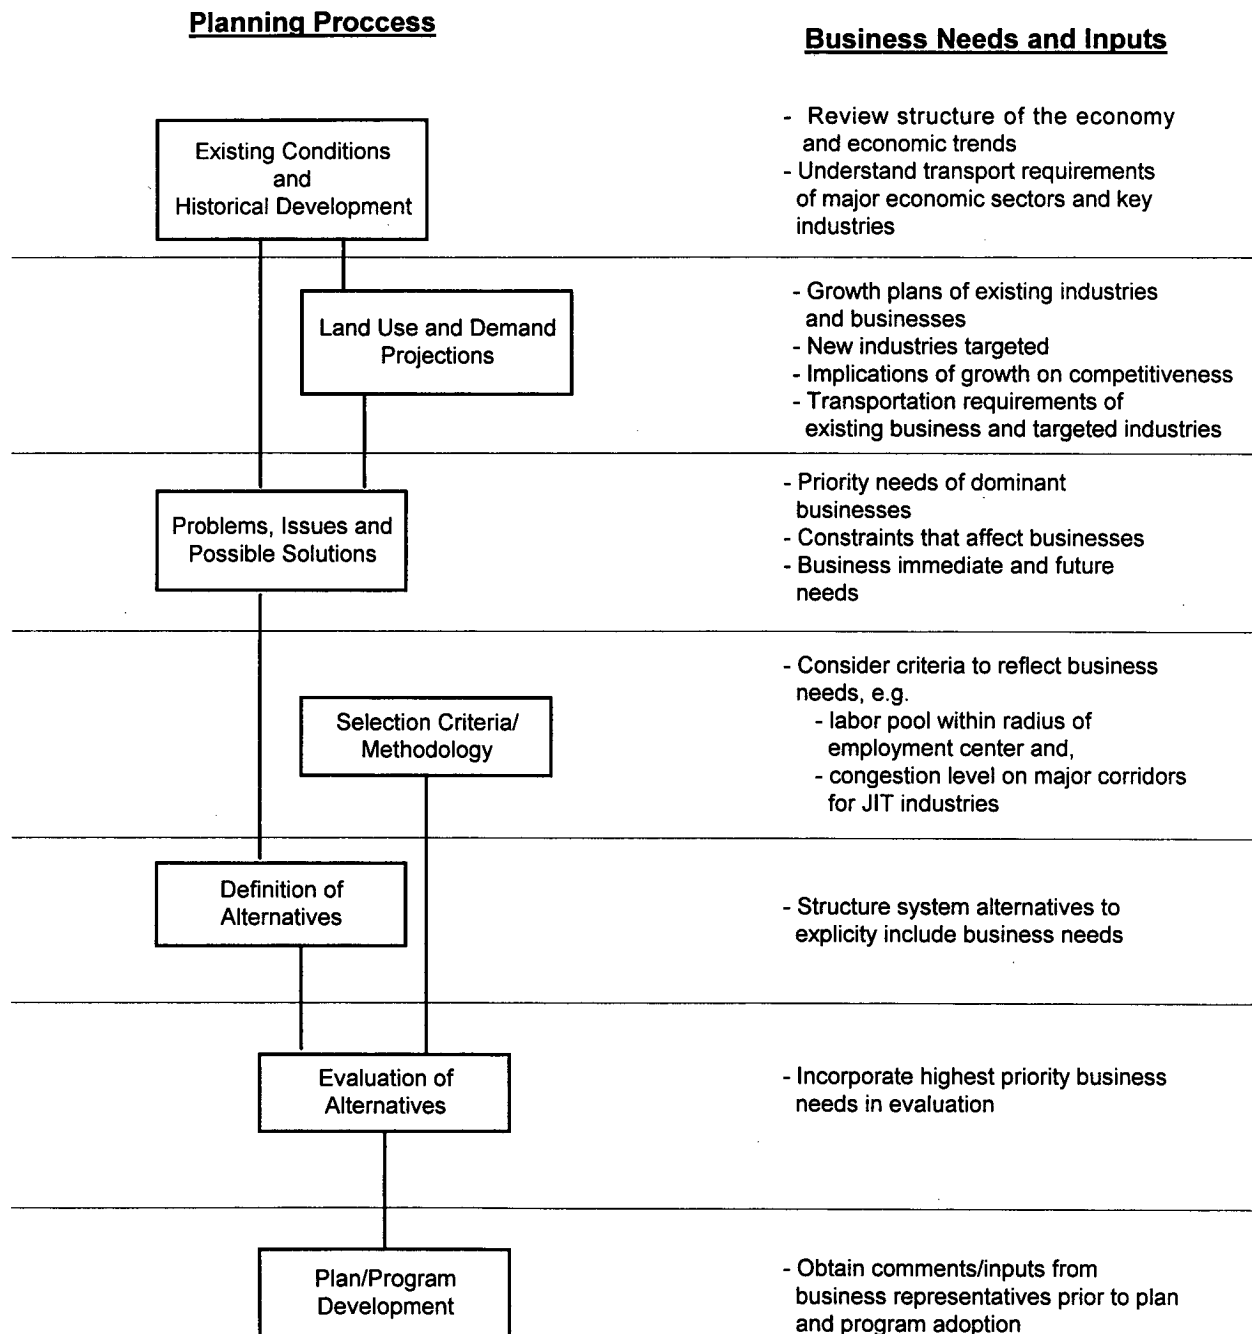 Planning Proccess
Business Needs and Inputs
Existing Conditions
and
Historical Development
- Review structure of the economy
and economic trends
- Understand transport requirements
of major economic sectors and key
industries
Land Use and Demand
Projections
- Growth plans of existing industries
and businesses
- New industries targeted
- Implications of growth on competitiveness
- Transportation requirements of
existing business and targeted industries
Problems, Issues and
Possible Solutions
- Priority needs of dominant
businesses
- Constraints that affect businesses
- Business immediate and future
needs
Selection Criteria/
Methodology
- Consider criteria to reflect business
needs, e.g.
- labor pool within radius of
employment center and,
- congestion level on major corridors
for JIT industries
Definition of
Alternatives
- Structure system alternatives to
explicity include business needs
Evaluation of
Alternatives
- Incorporate highest priority business
needs in evaluation
Plan/Program
Development
- Obtain comments/inputs from
business representatives prior to plan
and program adoption